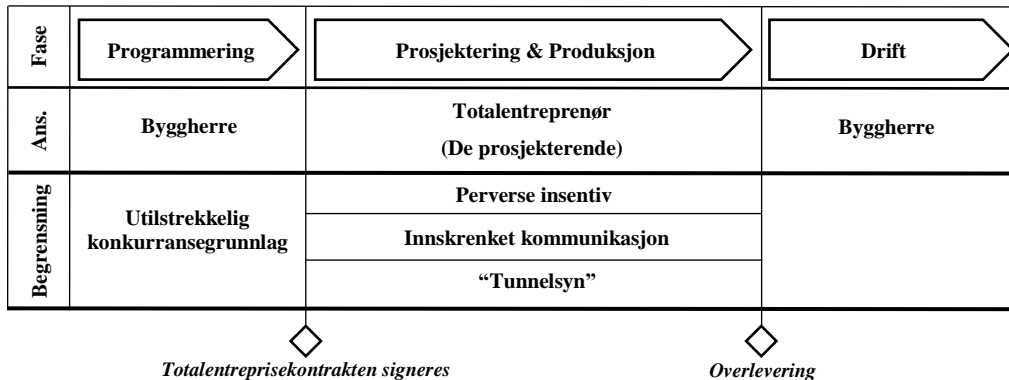 Fase
Programmering
Prosjektering & Produksjon
Drift
Ans.
Byggherre
Totalentreprenør
(De prosjekterende)
Byggherre
Begrensning
Utilstrekkelig
konkurransegrunnlag
Perverse insentiv
Innskrenket kommunikasjon
“Tunnelsyn”
Totalentreprisekontrakten signeres
Overlevering